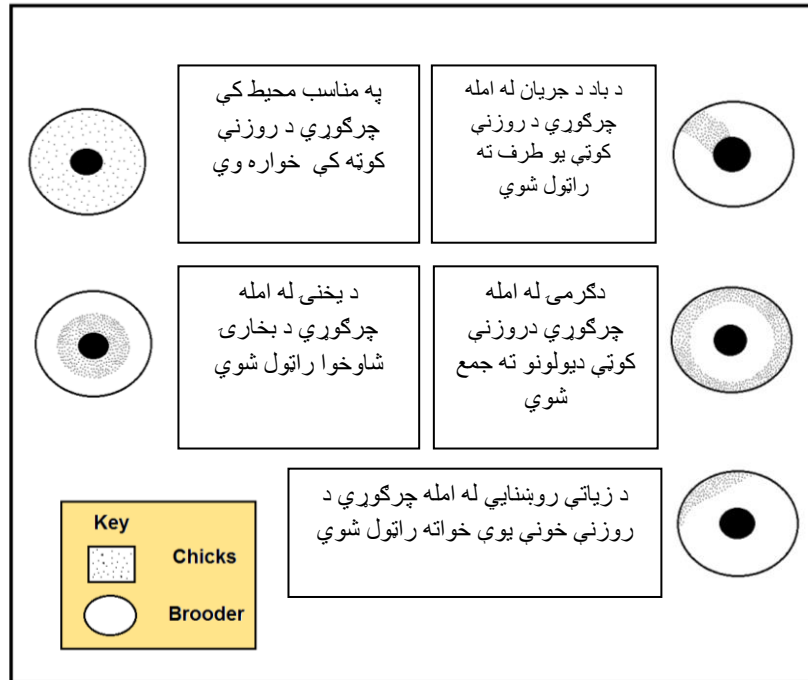 د باد د جریان له امله
چرګوړي د روزنې
کوټې یو طرف ته
راټول شوي
په مناسب محیط کې
چرګوړي د روزنې
کوټه کې خواره وي
دګرمۍ له امله
چرګوړي دروزنې
کوټې دیولونو ته جمع
شوي
د یخنۍ له امله
چرګوړي د بخارۍ
شاوخوا راټول شوي
د زیاتې روښنایي له امله چرګوړي د
روزنې خونې یوې خواته راټول شوي
Key
Chicks
Brooder